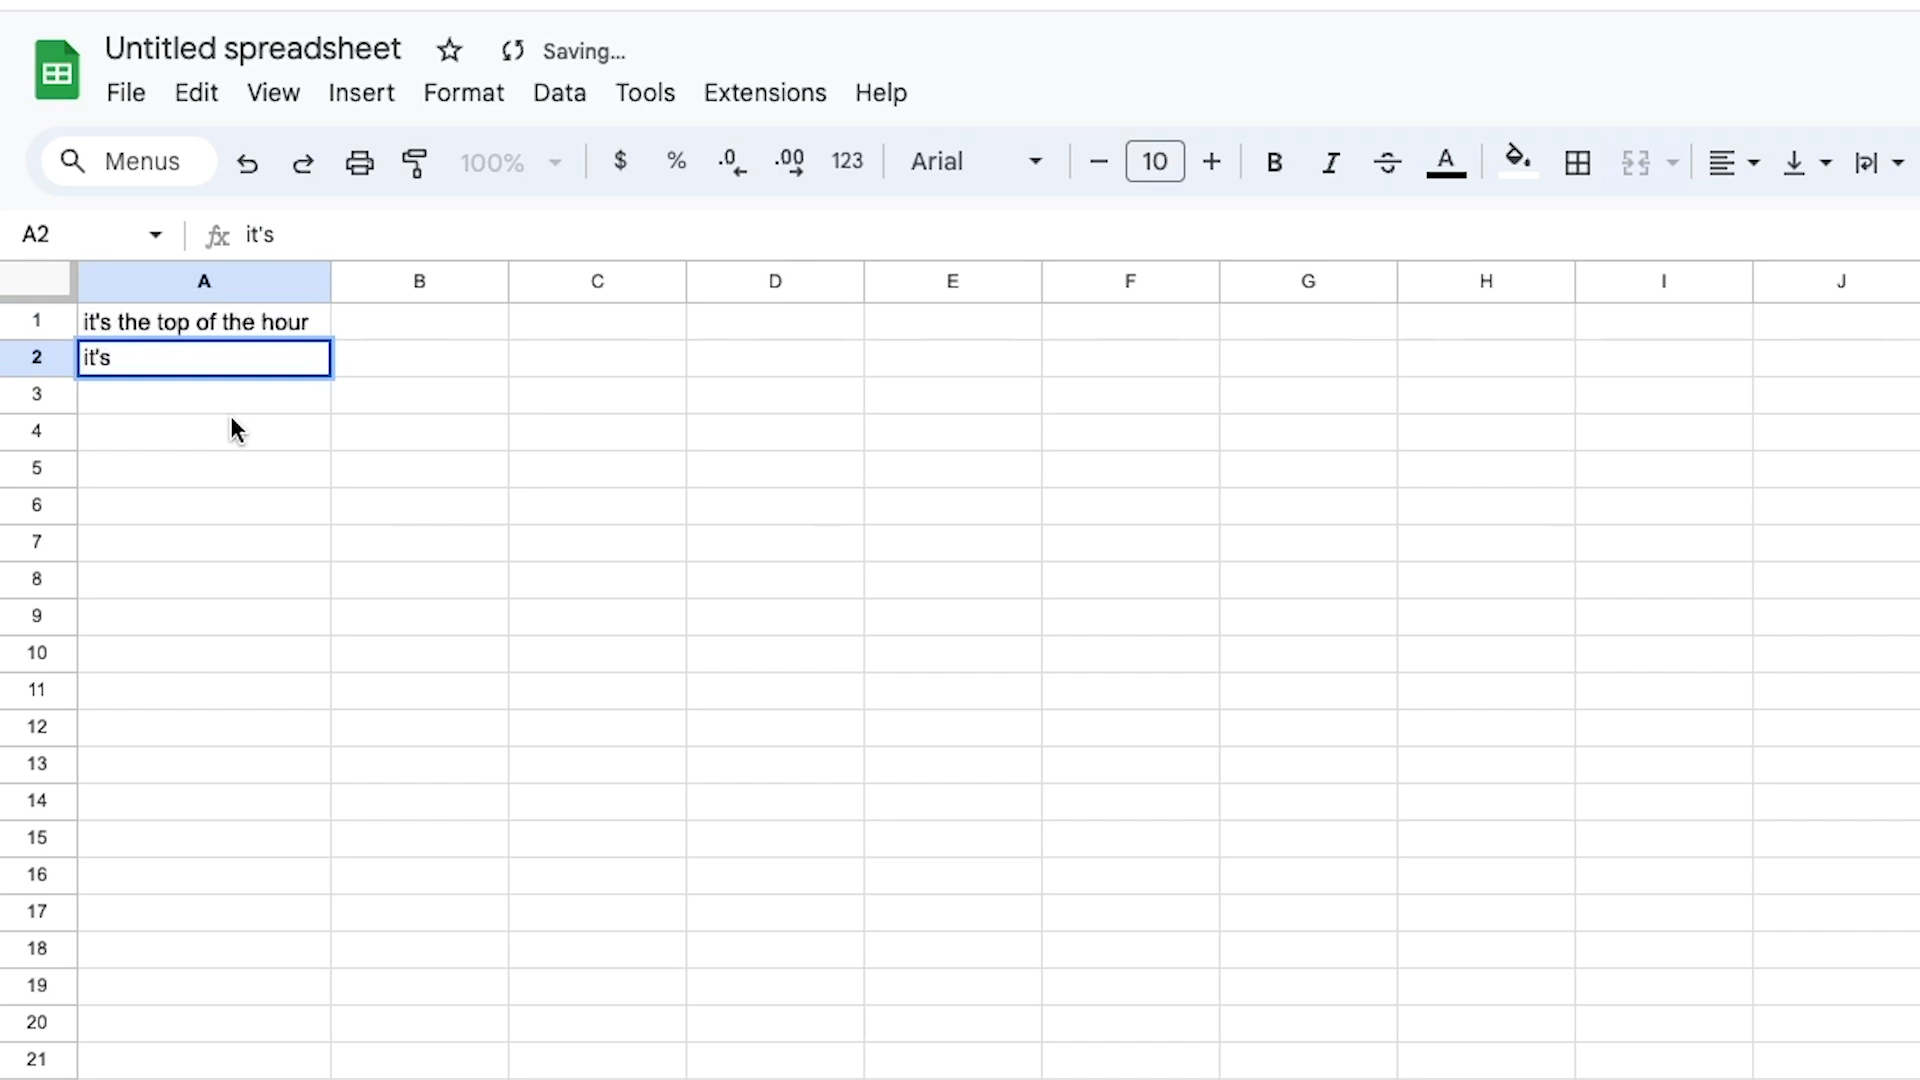 Untitled spreadsheet Saving...
File Edit View Insert Format Data Tools Extensions Help
Menus 100% $ % .0 .00 123 Arial 10 B I A
A2 fx it's
A B C D E F G H I J
1 it's the top of the hour
2 it's
3
4
5
6
7
8
9
10
11
12
13
14
15
16
17
18
19
20
21